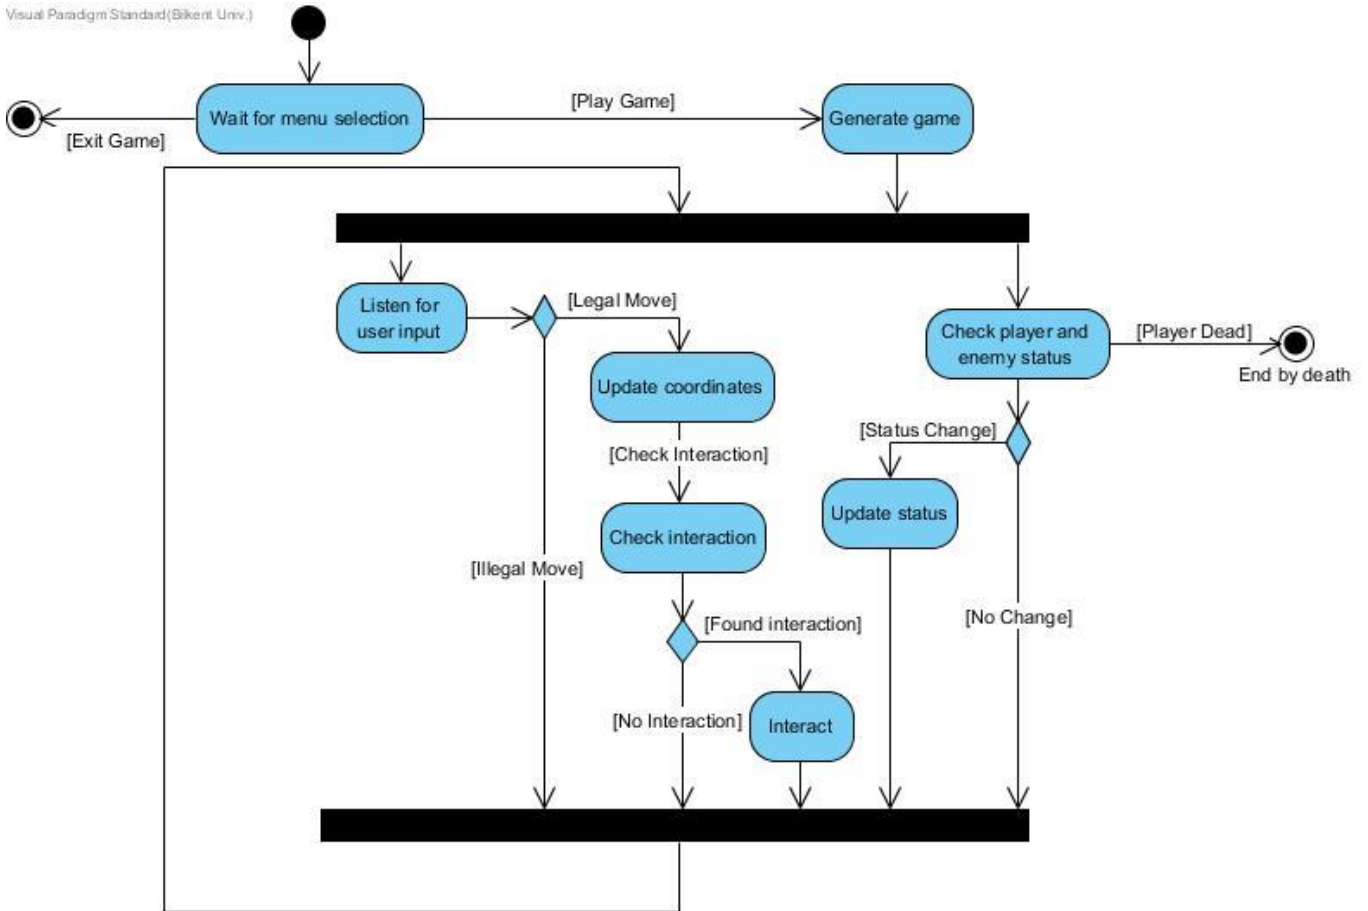 Visual Paradigm Standard(Bilkent Univ.)
[Play Game]
Wait for menu selection
Generate game
[Exit Game]
Listen for
user input
[Legal Move]
Check player and
enemy status
[Player Dead]
End by death
Update coordinates
[Status Change]
[Check Interaction]
Update status
Check interaction
[Illegal Move]
[Found interaction]
[No Change]
[No Interaction]
Interact